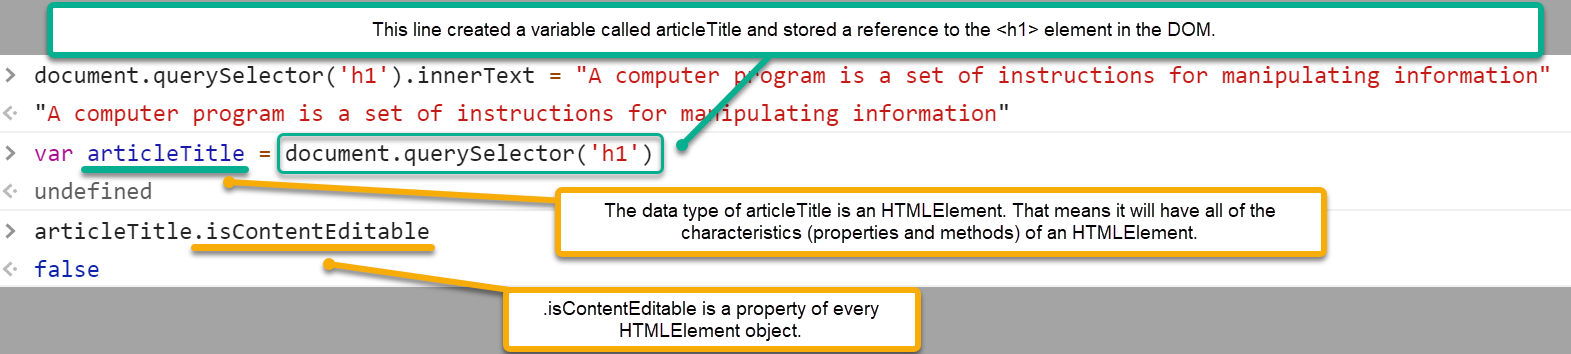 This line created a variable called articleTitle and stored a reference to the <h1> element in the DOM.
> document.querySelector('h1').innerText = "A computer program is a set of instructions for manipulating information"
"A computer program is a set of instructions for manipulating information"
> var articleTitle = document.querySelector('h1')
undefined
The data type of articleTitle is an HTMLElement. That means it will have all of the
characteristics (properties and methods) of an HTMLElement.
> articleTitle.isContentEditable
false
.isContentEditable is a property of every
HTMLElement object.